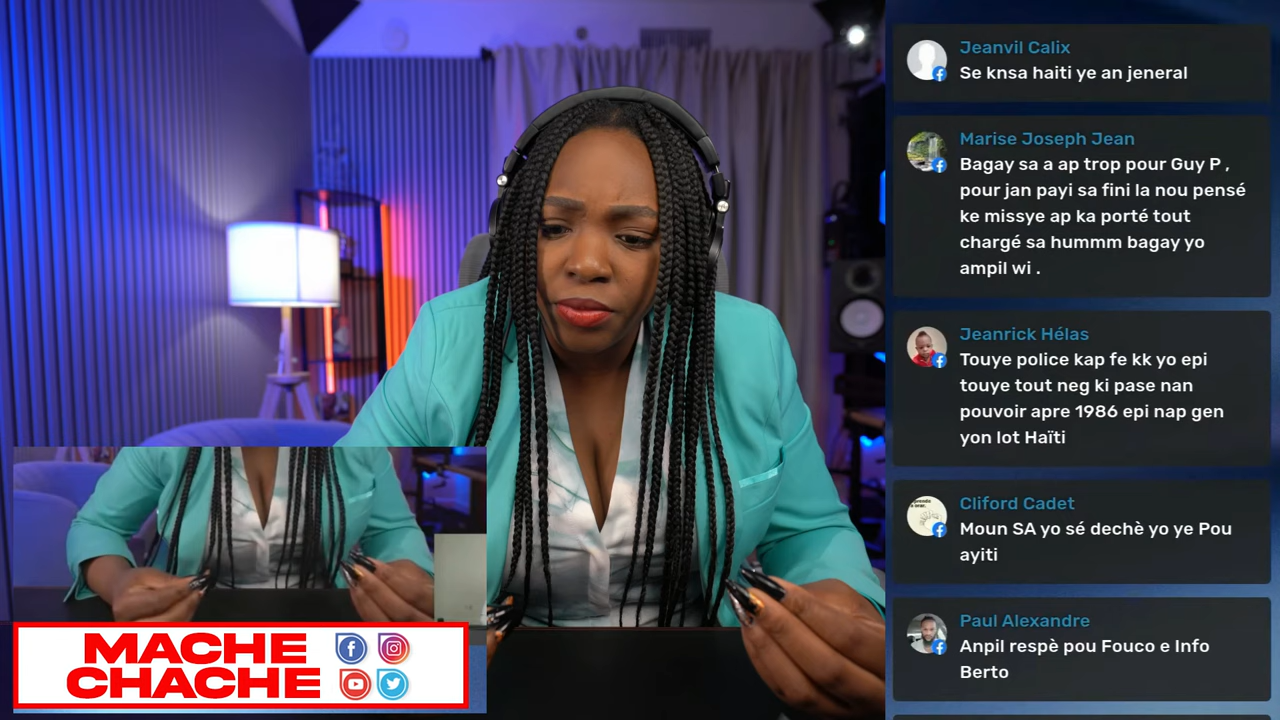 Jeanvil Calix
Se knsa haiti ye an jeneral
Marise Joseph Jean
Bagay sa a ap trop pour Guy P ,
pour jan payi sa fini la nou pensé
ke missye ap ka porté tout
chargé sa hummm bagay yo
ampil wi .
Jeanrick Hélas
Touye police kap fe kk yo epi
touye tout neg ki pase nan
pouvoir apre 1986 epi nap gen
yon lot Haïti
Cliford Cadet
Moun SA yo sé dechè yo ye Pou
ayiti
Paul Alexandre
Anpil respè pou Fouco e Info
Berto
MACHE
CHACHE